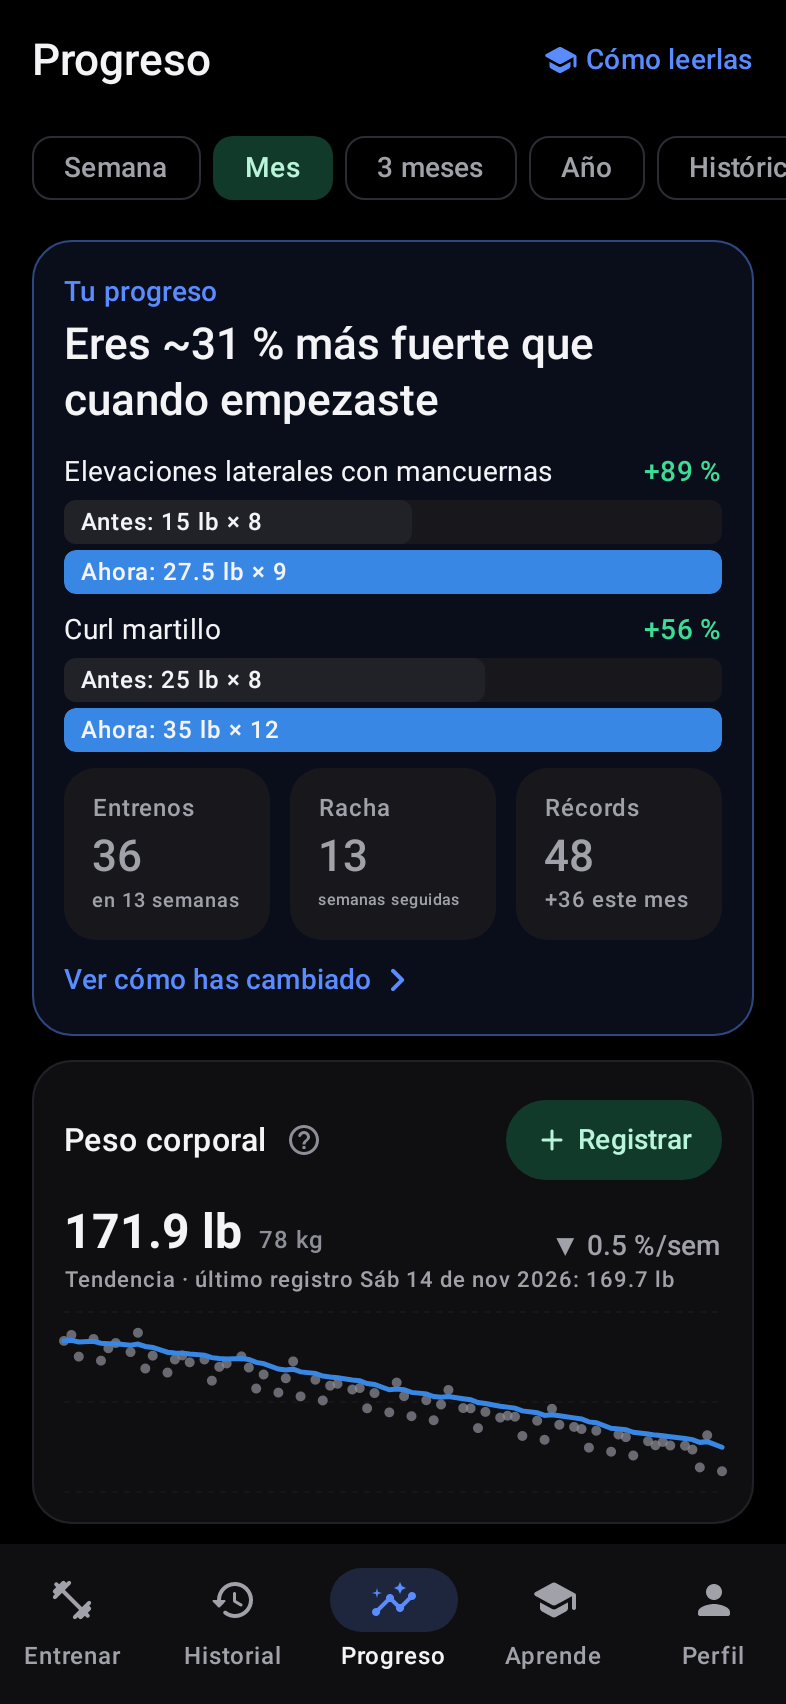 Progreso
Cómo leerlas
Semana
Mes
3 meses
Año
Históric
Tu progreso
Eres ~31 % más fuerte que
cuando empezaste
Elevaciones laterales con mancuernas +89 %
Antes: 15 lb × 8
Ahora: 27.5 lb × 9
Curl martillo +56 %
Antes: 25 lb × 8
Ahora: 35 lb × 12
Entrenos
36
en 13 semanas
Racha
13
semanas seguidas
Récords
48
+36 este mes
Ver cómo has cambiado
Peso corporal
+ Registrar
171.9 lb 78 kg
▼ 0.5 %/sem
Tendencia · último registro Sáb 14 de nov 2026: 169.7 lb
Entrenar
Historial
Progreso
Aprende
Perfil